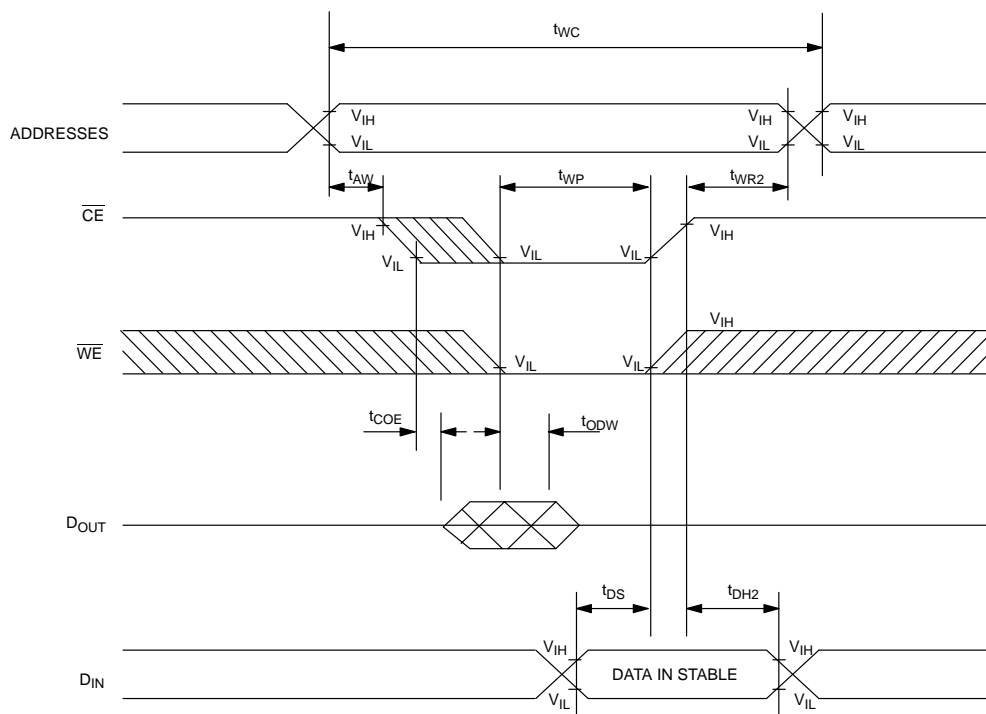 tWC
ADDRESSES
VIH
VIL
VIH
VIL
VIH
VIL
tAW
tWP
tWR2
CE
VIH
VIL
VIL
VIL
VIH
WE
VIH
VIL
VIL
tCOE
tODW
DOUT
tDS
tDH2
DIN
VIH
VIL
DATA IN STABLE
VIH
VIL